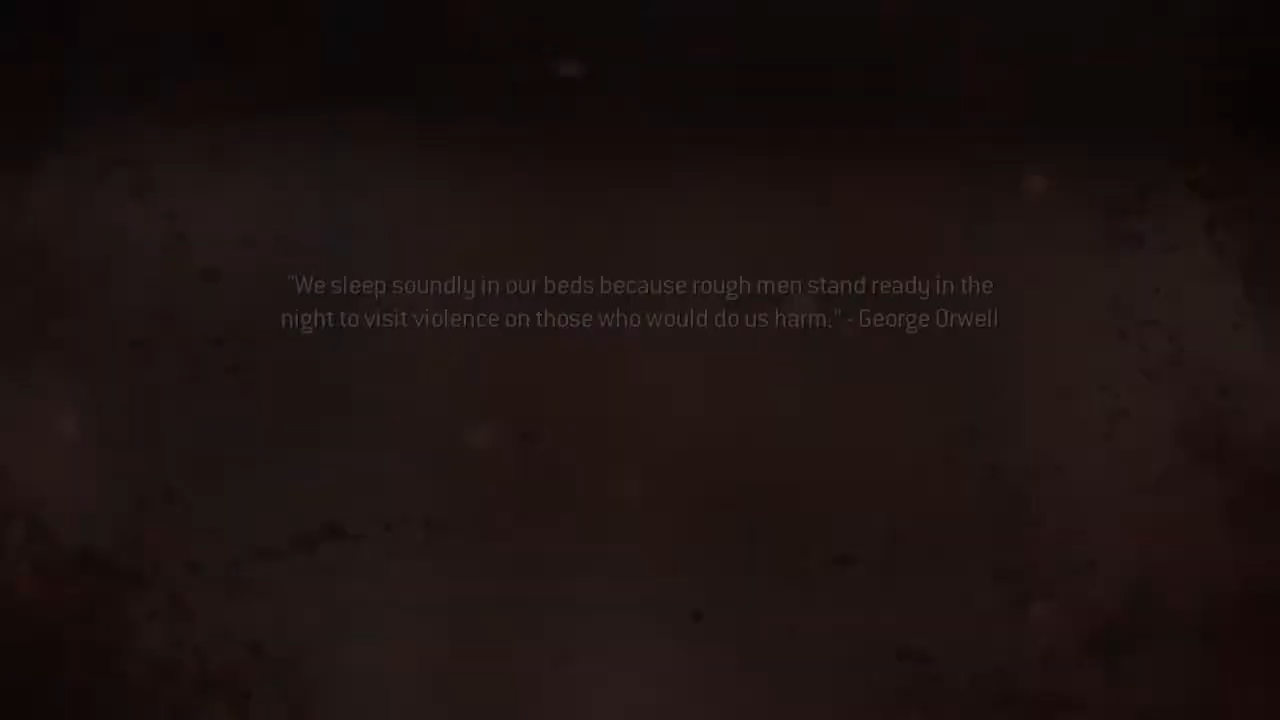 "We sleep soundly in our beds because rough men stand ready in the
night to visit violence on those who would do us harm." - George Orwell